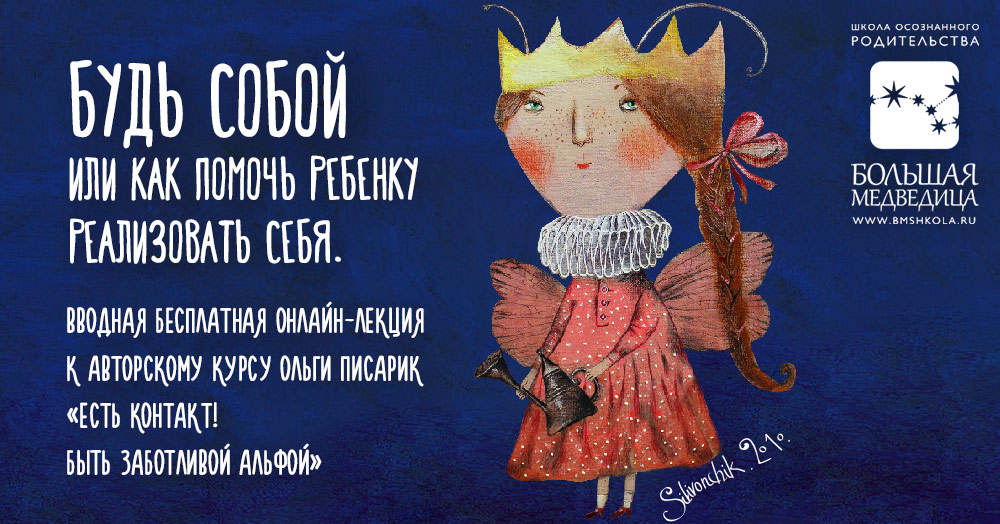 БУДЬ СОБОЙ
ИЛИ КАК ПОМОЧЬ РЕБЕНКУ
РЕАЛИЗОВАТЬ СЕБЯ.
ВВОДНАЯ БЕСПЛАТНАЯ ОНЛАЙН-ЛЕКЦИЯ
К АВТОРСКОМУ КУРСУ ОЛЬГИ ПИСАРИК
«ЕСТЬ КОНТАКТ!
БЫТЬ ЗАБОТЛИВОЙ АЛЬФОЙ»
ШКОЛА ОСОЗНАННОГО
РОДИТЕЛЬСТВА
БОЛЬШАЯ
МЕДВЕДИЦА
WWW.BMSHKOLA.RU
Silivonchik. 2010.